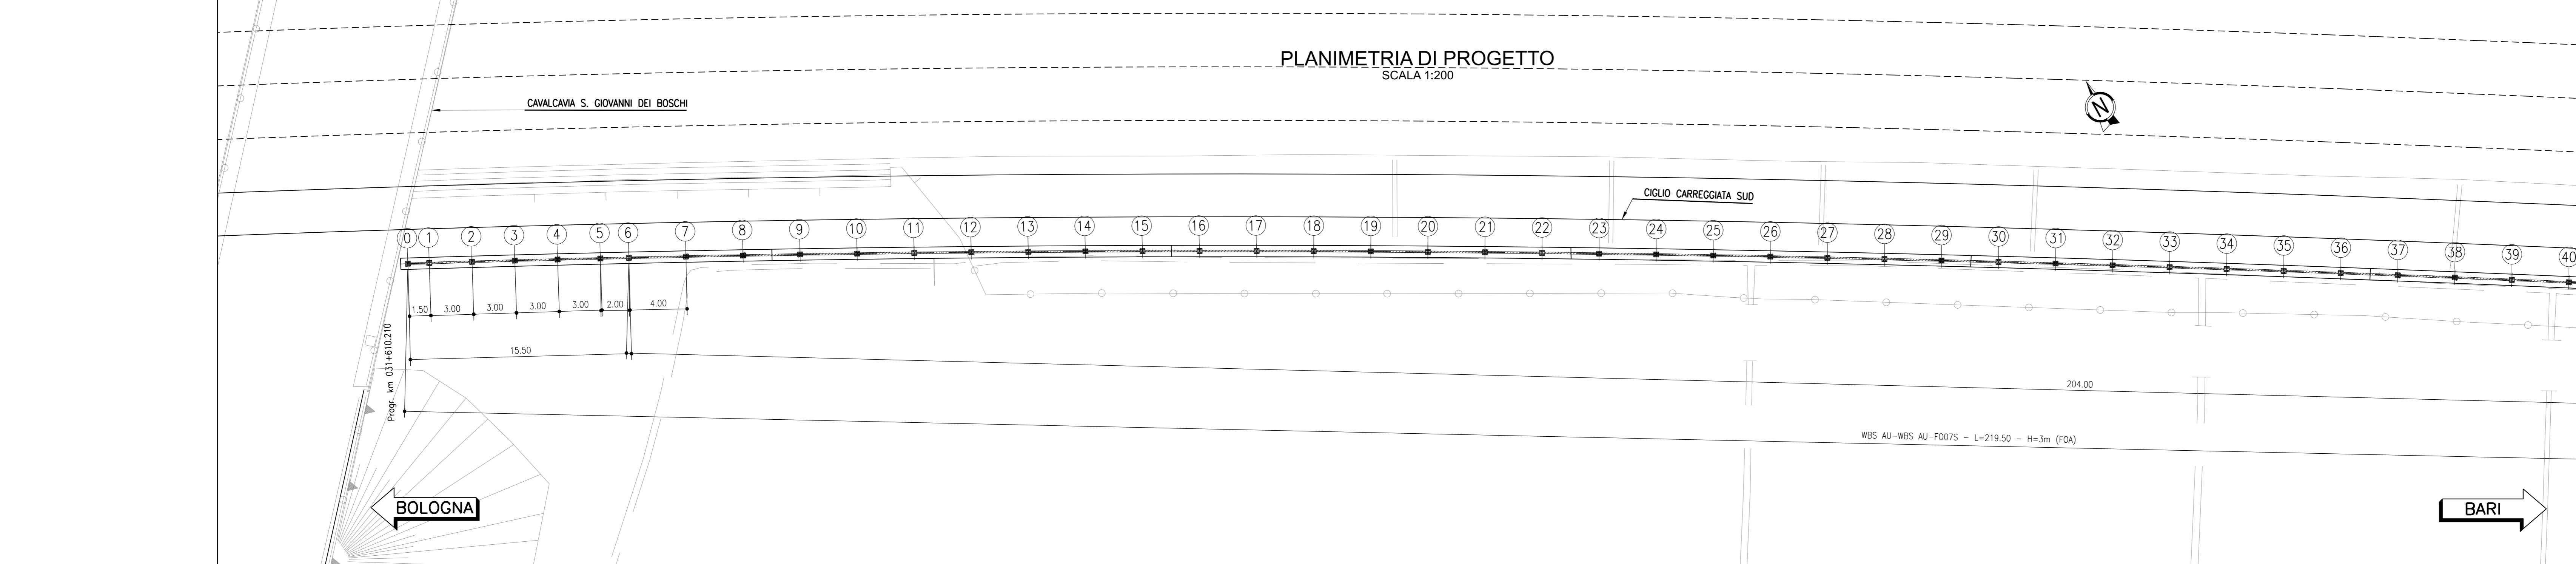 PLANIMETRIA DI PROGETTO
SCALA 1:200
CAVALCAVIA S. GIOVANNI DEI BOSCHI
N
CIGLIO CARREGGIATA SUD
0 1 2 3 4 5 6 7 8 9 10 11 12 13 14 15 16 17 18 19 20 21 22 23 24 25 26 27 28 29 30 31 32 33 34 35 36 37 38 39 40
1.50 3.00 3.00 3.00 3.00 2.00 4.00
15.50
Progr. km 031+610.210
204.00
WBS AU-WBS AU-F007S - L=219.50 - H=3m (FOA)
BOLOGNA
BARI